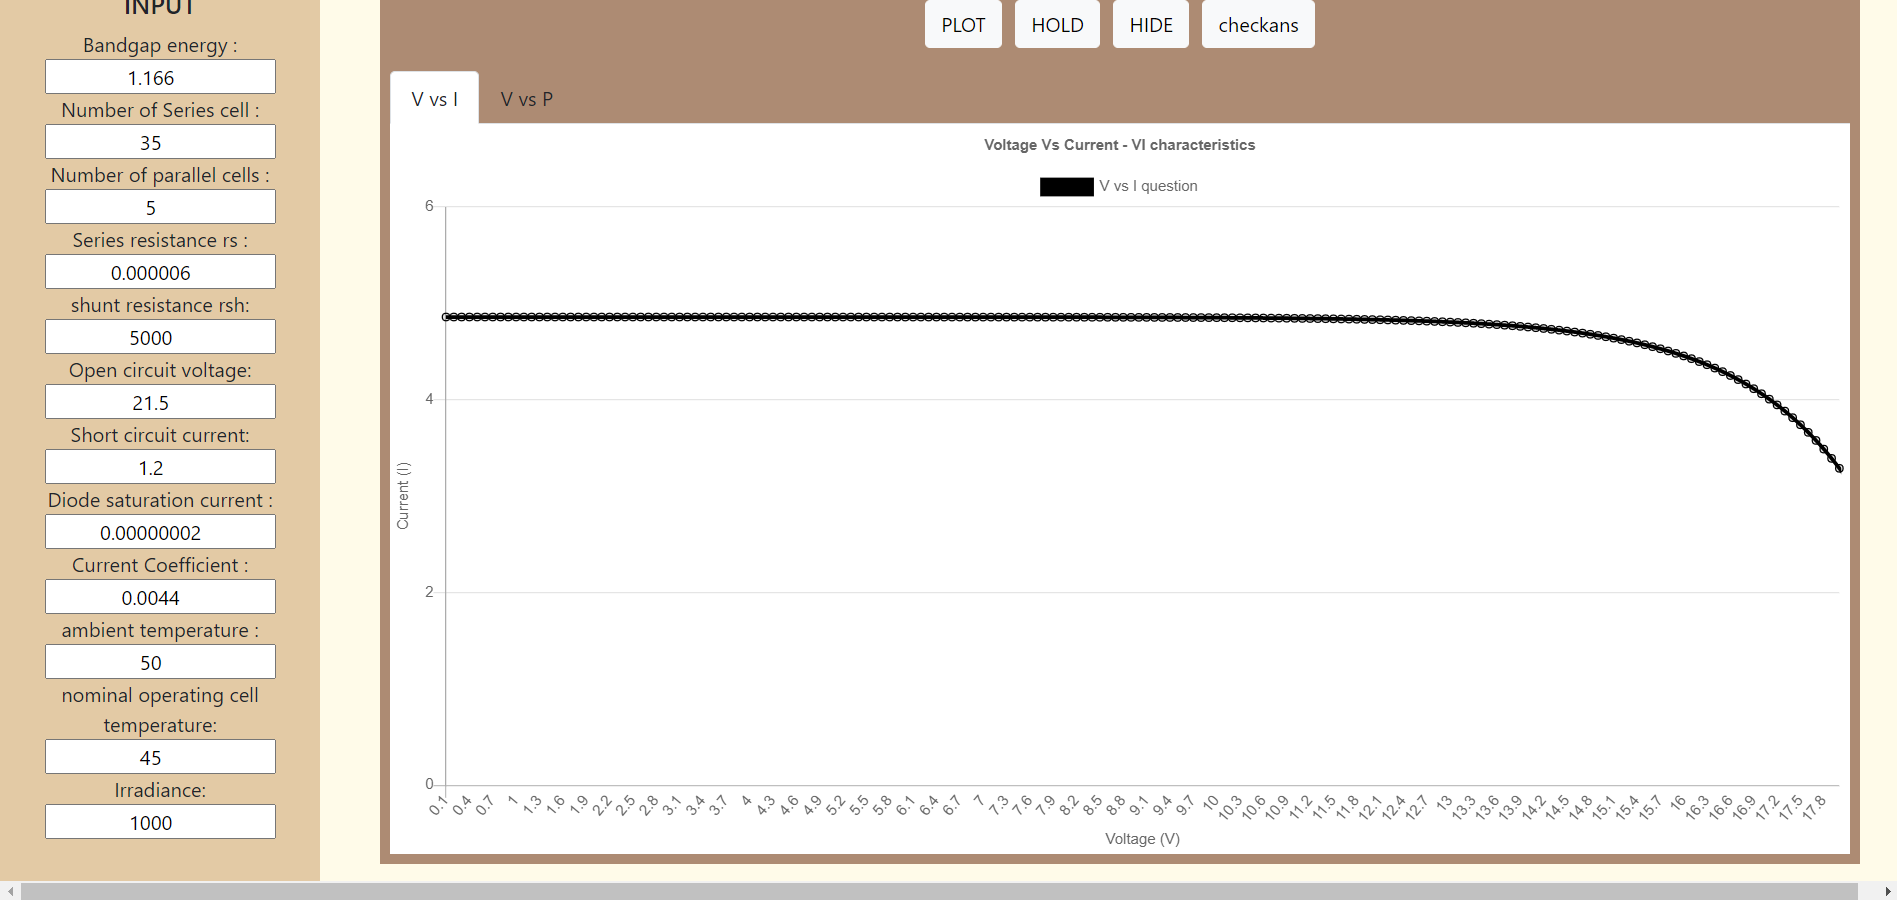 INPUT
Bandgap energy :
1.166
Number of Series cell :
35
Number of parallel cells :
5
Series resistance rs :
0.000006
shunt resistance rsh:
5000
Open circuit voltage:
21.5
Short circuit current:
1.2
Diode saturation current :
0.00000002
Current Coefficient :
0.0044
ambient temperature :
50
nominal operating cell
temperature:
45
Irradiance:
1000
PLOT HOLD HIDE checkans
V vs I V vs P
Voltage Vs Current - VI characteristics
V vs I question
6
4
2
0
Current (I)
0.1 0.4 0.7 1 1.3 1.6 1.9 2.2 2.5 2.8 3.1 3.4 3.7 4 4.3 4.6 4.9 5.2 5.5 5.8 6.1 6.4 6.7 7 7.3 7.6 7.9 8.2 8.5 8.8 9.1 9.4 9.7 10 10.3 10.6 10.9 11.2 11.5 11.8 12.1 12.4 12.7 13 13.3 13.6 13.9 14.2 14.5 14.8 15.1 15.4 15.7 16 16.3 16.6 16.9 17.2 17.5 17.8
Voltage (V)